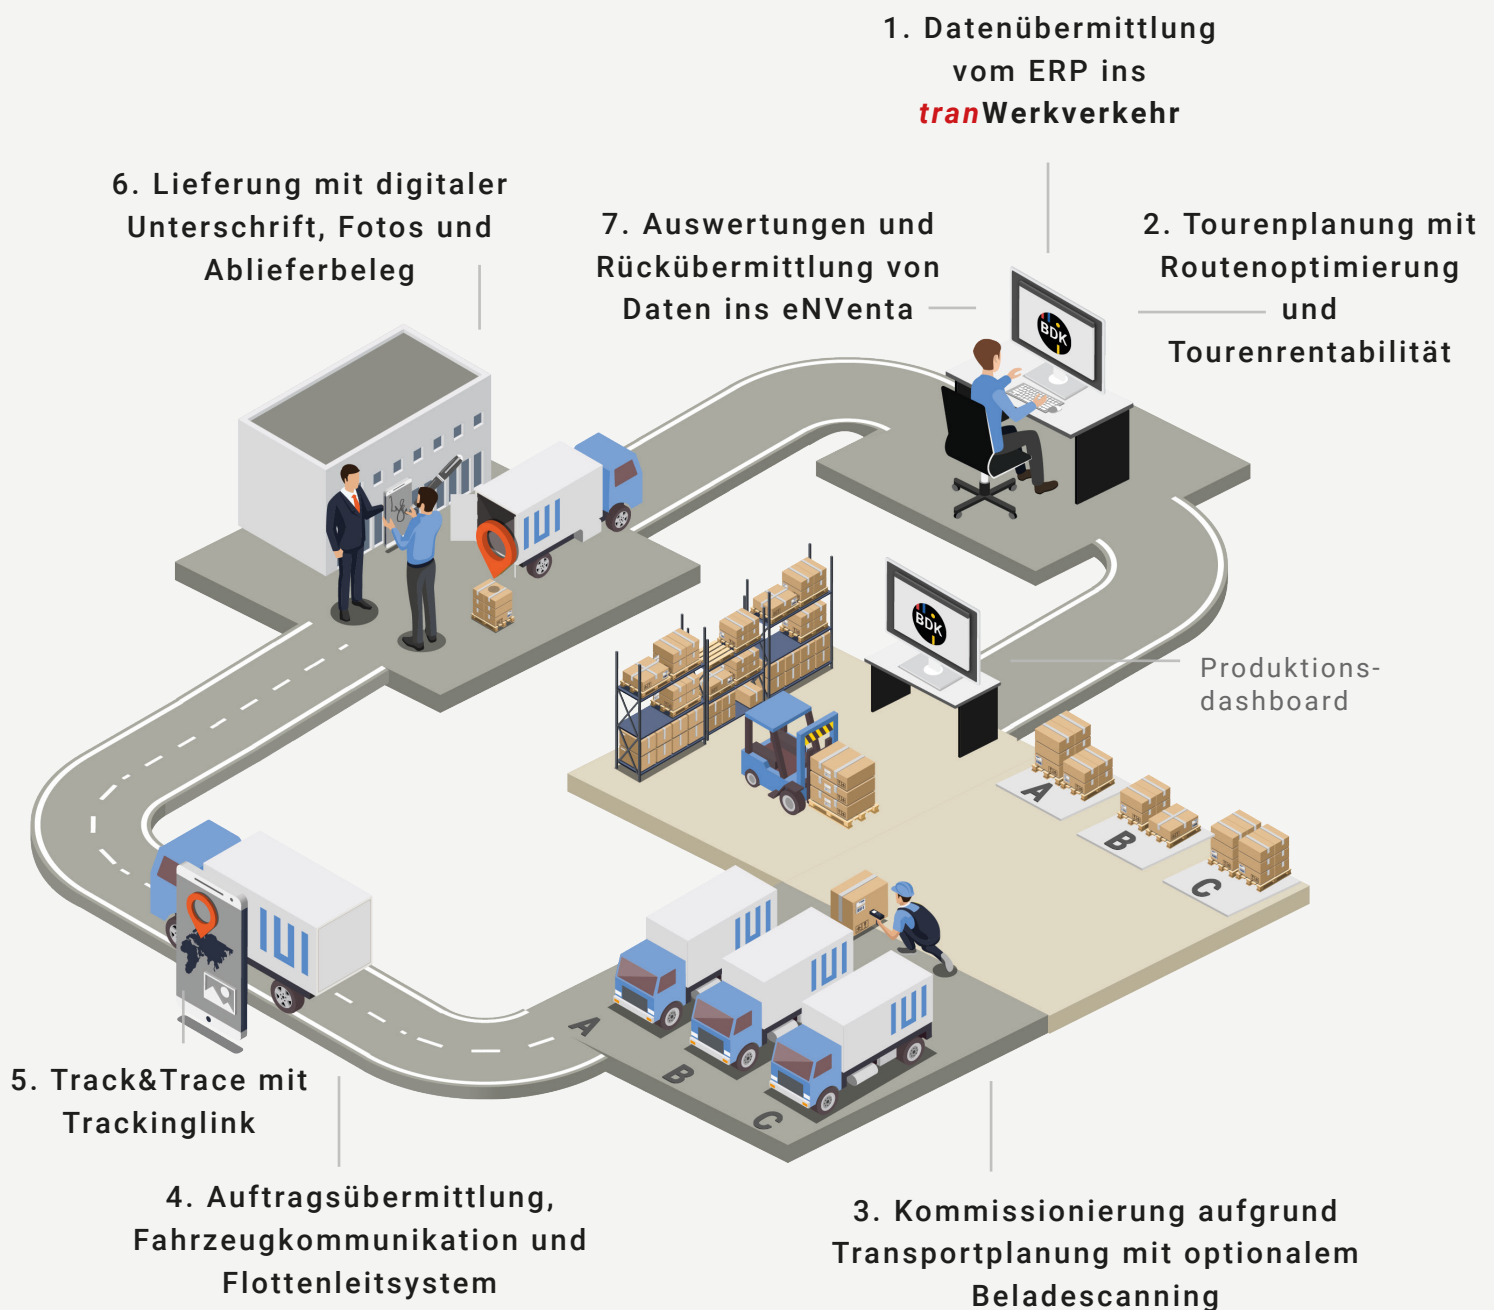 1. Datenübermittlung
vom ERP ins
tranWerkverkehr
2. Tourenplanung mit
Routenoptimierung
und
Tourenrentabilität
6. Lieferung mit digitaler
Unterschrift, Fotos und
Ablieferbeleg
7. Auswertungen und
Rückübermittlung von
Daten ins eNVenta
BDK
BDK
Produktions-
dashboard
A
B
C
A
B
C
5. Track&Trace mit
Trackinglink
4. Auftragsübermittlung,
Fahrzeugkommunikation und
Flottenleitsystem
3. Kommissionierung aufgrund
Transportplanung mit optionalem
Beladescanning